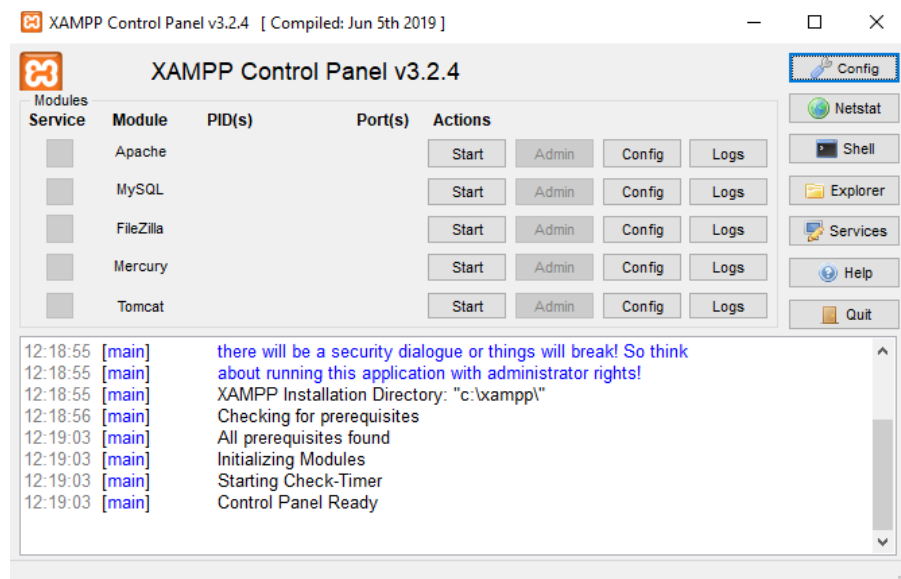 XAMPP Control Panel v3.2.4 [ Compiled: Jun 5th 2019 ]
XAMPP Control Panel v3.2.4
Config
Modules
Service Module PID(s) Port(s) Actions
Netstat
Apache Start Admin Config Logs
Shell
MySQL Start Admin Config Logs
Explorer
FileZilla Start Admin Config Logs
Services
Mercury Start Admin Config Logs
Help
Tomcat Start Admin Config Logs
Quit
12:18:55 [main] there will be a security dialogue or things will break! So think
12:18:55 [main] about running this application with administrator rights!
12:18:55 [main] XAMPP Installation Directory: "c:\xampp\"
12:18:56 [main] Checking for prerequisites
12:19:03 [main] All prerequisites found
12:19:03 [main] Initializing Modules
12:19:03 [main] Starting Check-Timer
12:19:03 [main] Control Panel Ready